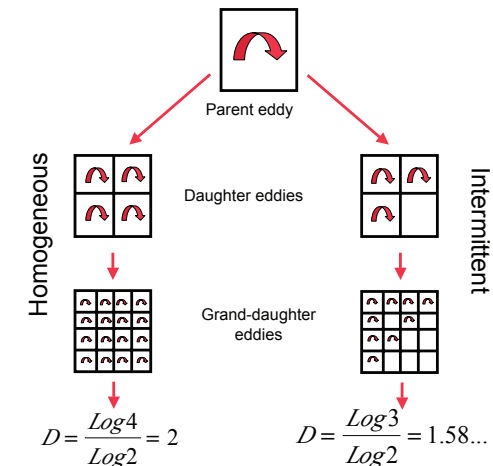 Parent eddy
Homogeneous
Intermittent
Daughter eddies
Grand-daughter
eddies
D = Log4/Log2 = 2
D = Log3/Log2 = 1.58...